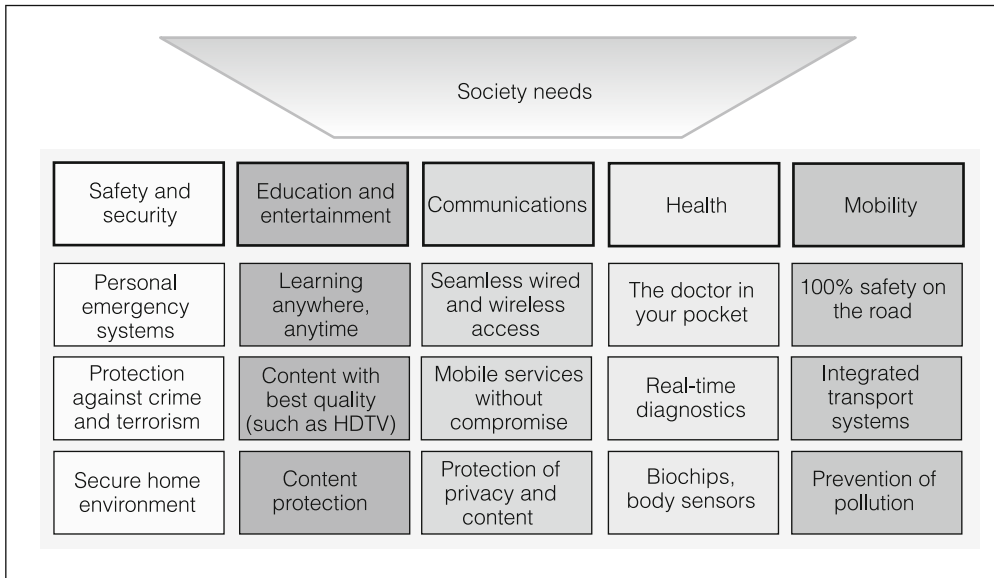 Society needs
Safety and
security
Education and
entertainment
Communications
Health
Mobility
Personal
emergency
systems
Learning
anywhere,
anytime
Seamless wired
and wireless
access
The doctor in
your pocket
100% safety on
the road
Protection
against crime
and terrorism
Content with
best quality
(such as HDTV)
Mobile services
without
compromise
Real-time
diagnostics
Integrated
transport
systems
Secure home
environment
Content
protection
Protection of
privacy and
content
Biochips,
body sensors
Prevention of
pollution